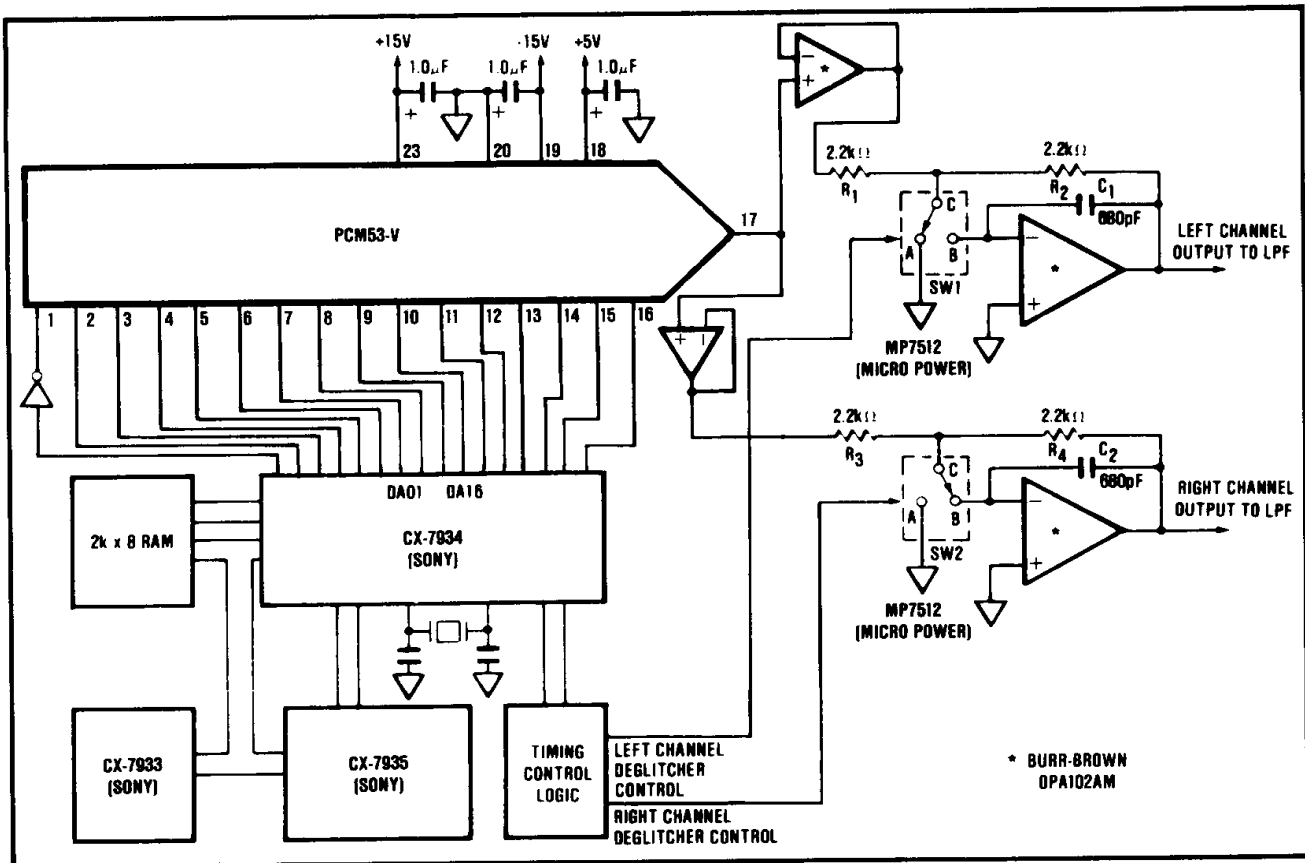 +15V
-15V
+5V
1.0μF
1.0μF
1.0μF
+
+
+
23
20
19
18
PCM53-V
17
1
2
3
4
5
6
7
8
9
10
11
12
13
14
15
16
−
+
*
2.2kΩ
R1
2.2kΩ
R2
C1
680pF
C
A
B
SW1
−
+
*
LEFT CHANNEL
OUTPUT TO LPF
MP7512
(MICRO POWER)
+
−
2.2kΩ
R3
2.2kΩ
R4
C2
680pF
C
A
B
SW2
−
+
*
RIGHT CHANNEL
OUTPUT TO LPF
MP7512
(MICRO POWER)
DA01
DA16
CX-7934
(SONY)
2k x 8 RAM
CX-7933
(SONY)
CX-7935
(SONY)
TIMING
CONTROL
LOGIC
LEFT CHANNEL
DEGLITCHER
CONTROL
RIGHT CHANNEL
DEGLITCHER CONTROL
* BURR-BROWN
OPA102AM